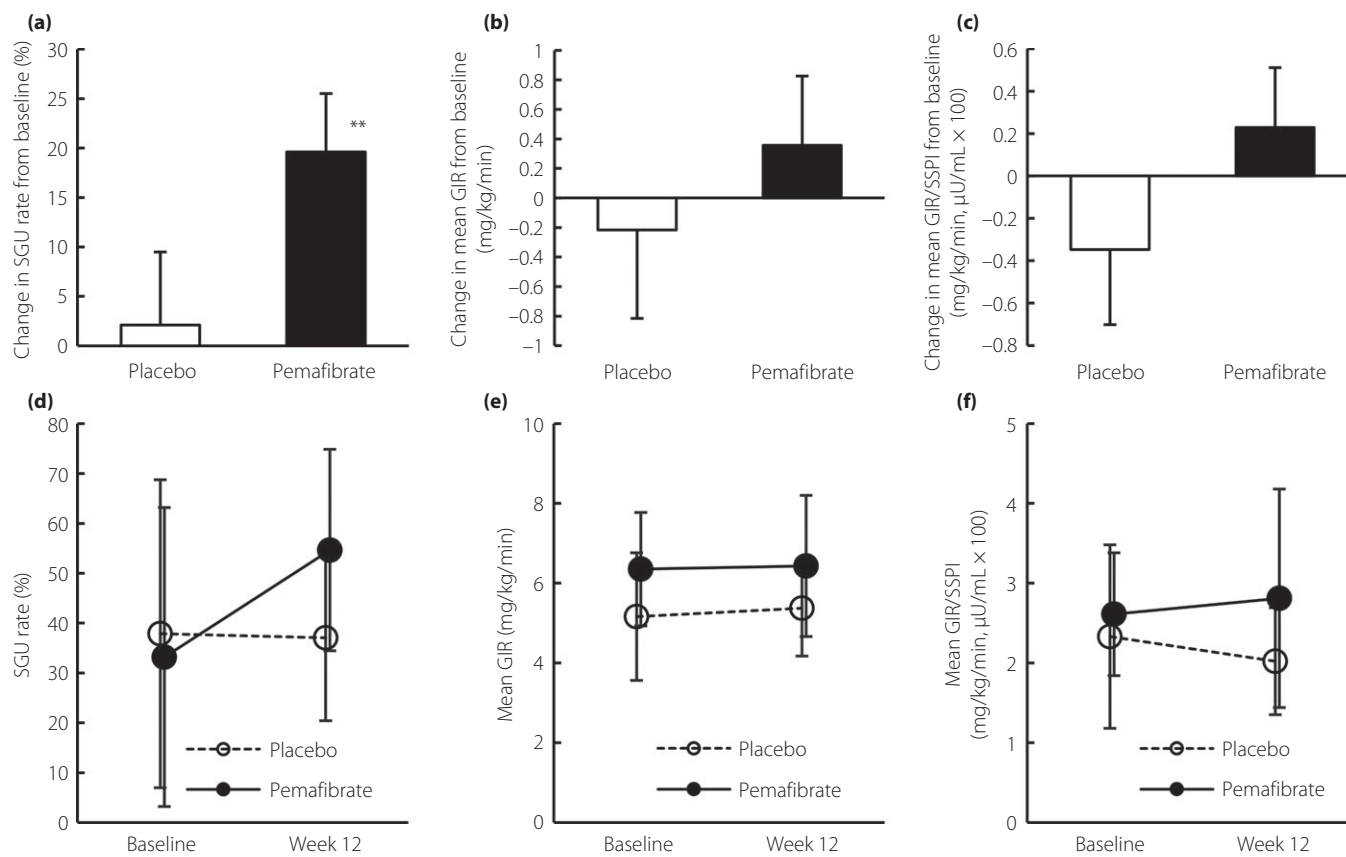 (a)
Change in SGU rate from baseline (%)
30
25
20
15
10
5
0
**
Placebo
Pemafibrate
(b)
Change in mean GIR from baseline
(mg/kg/min)
1
0.8
0.6
0.4
0.2
0
−0.2
−0.4
−0.6
−0.8
−1
Placebo
Pemafibrate
(c)
Change in mean GIR/SSPI from baseline
(mg/kg/min, µU/mL × 100)
0.6
0.4
0.2
0
−0.2
−0.4
−0.6
−0.8
Placebo
Pemafibrate
(d)
SGU rate (%)
80
70
60
50
40
30
20
10
0
Placebo
Pemafibrate
Baseline
Week 12
(e)
Mean GIR (mg/kg/min)
10
8
6
4
2
0
Placebo
Pemafibrate
Baseline
Week 12
(f)
Mean GIR/SSPI
(mg/kg/min, µU/mL × 100)
5
4
3
2
1
0
Placebo
Pemafibrate
Baseline
Week 12